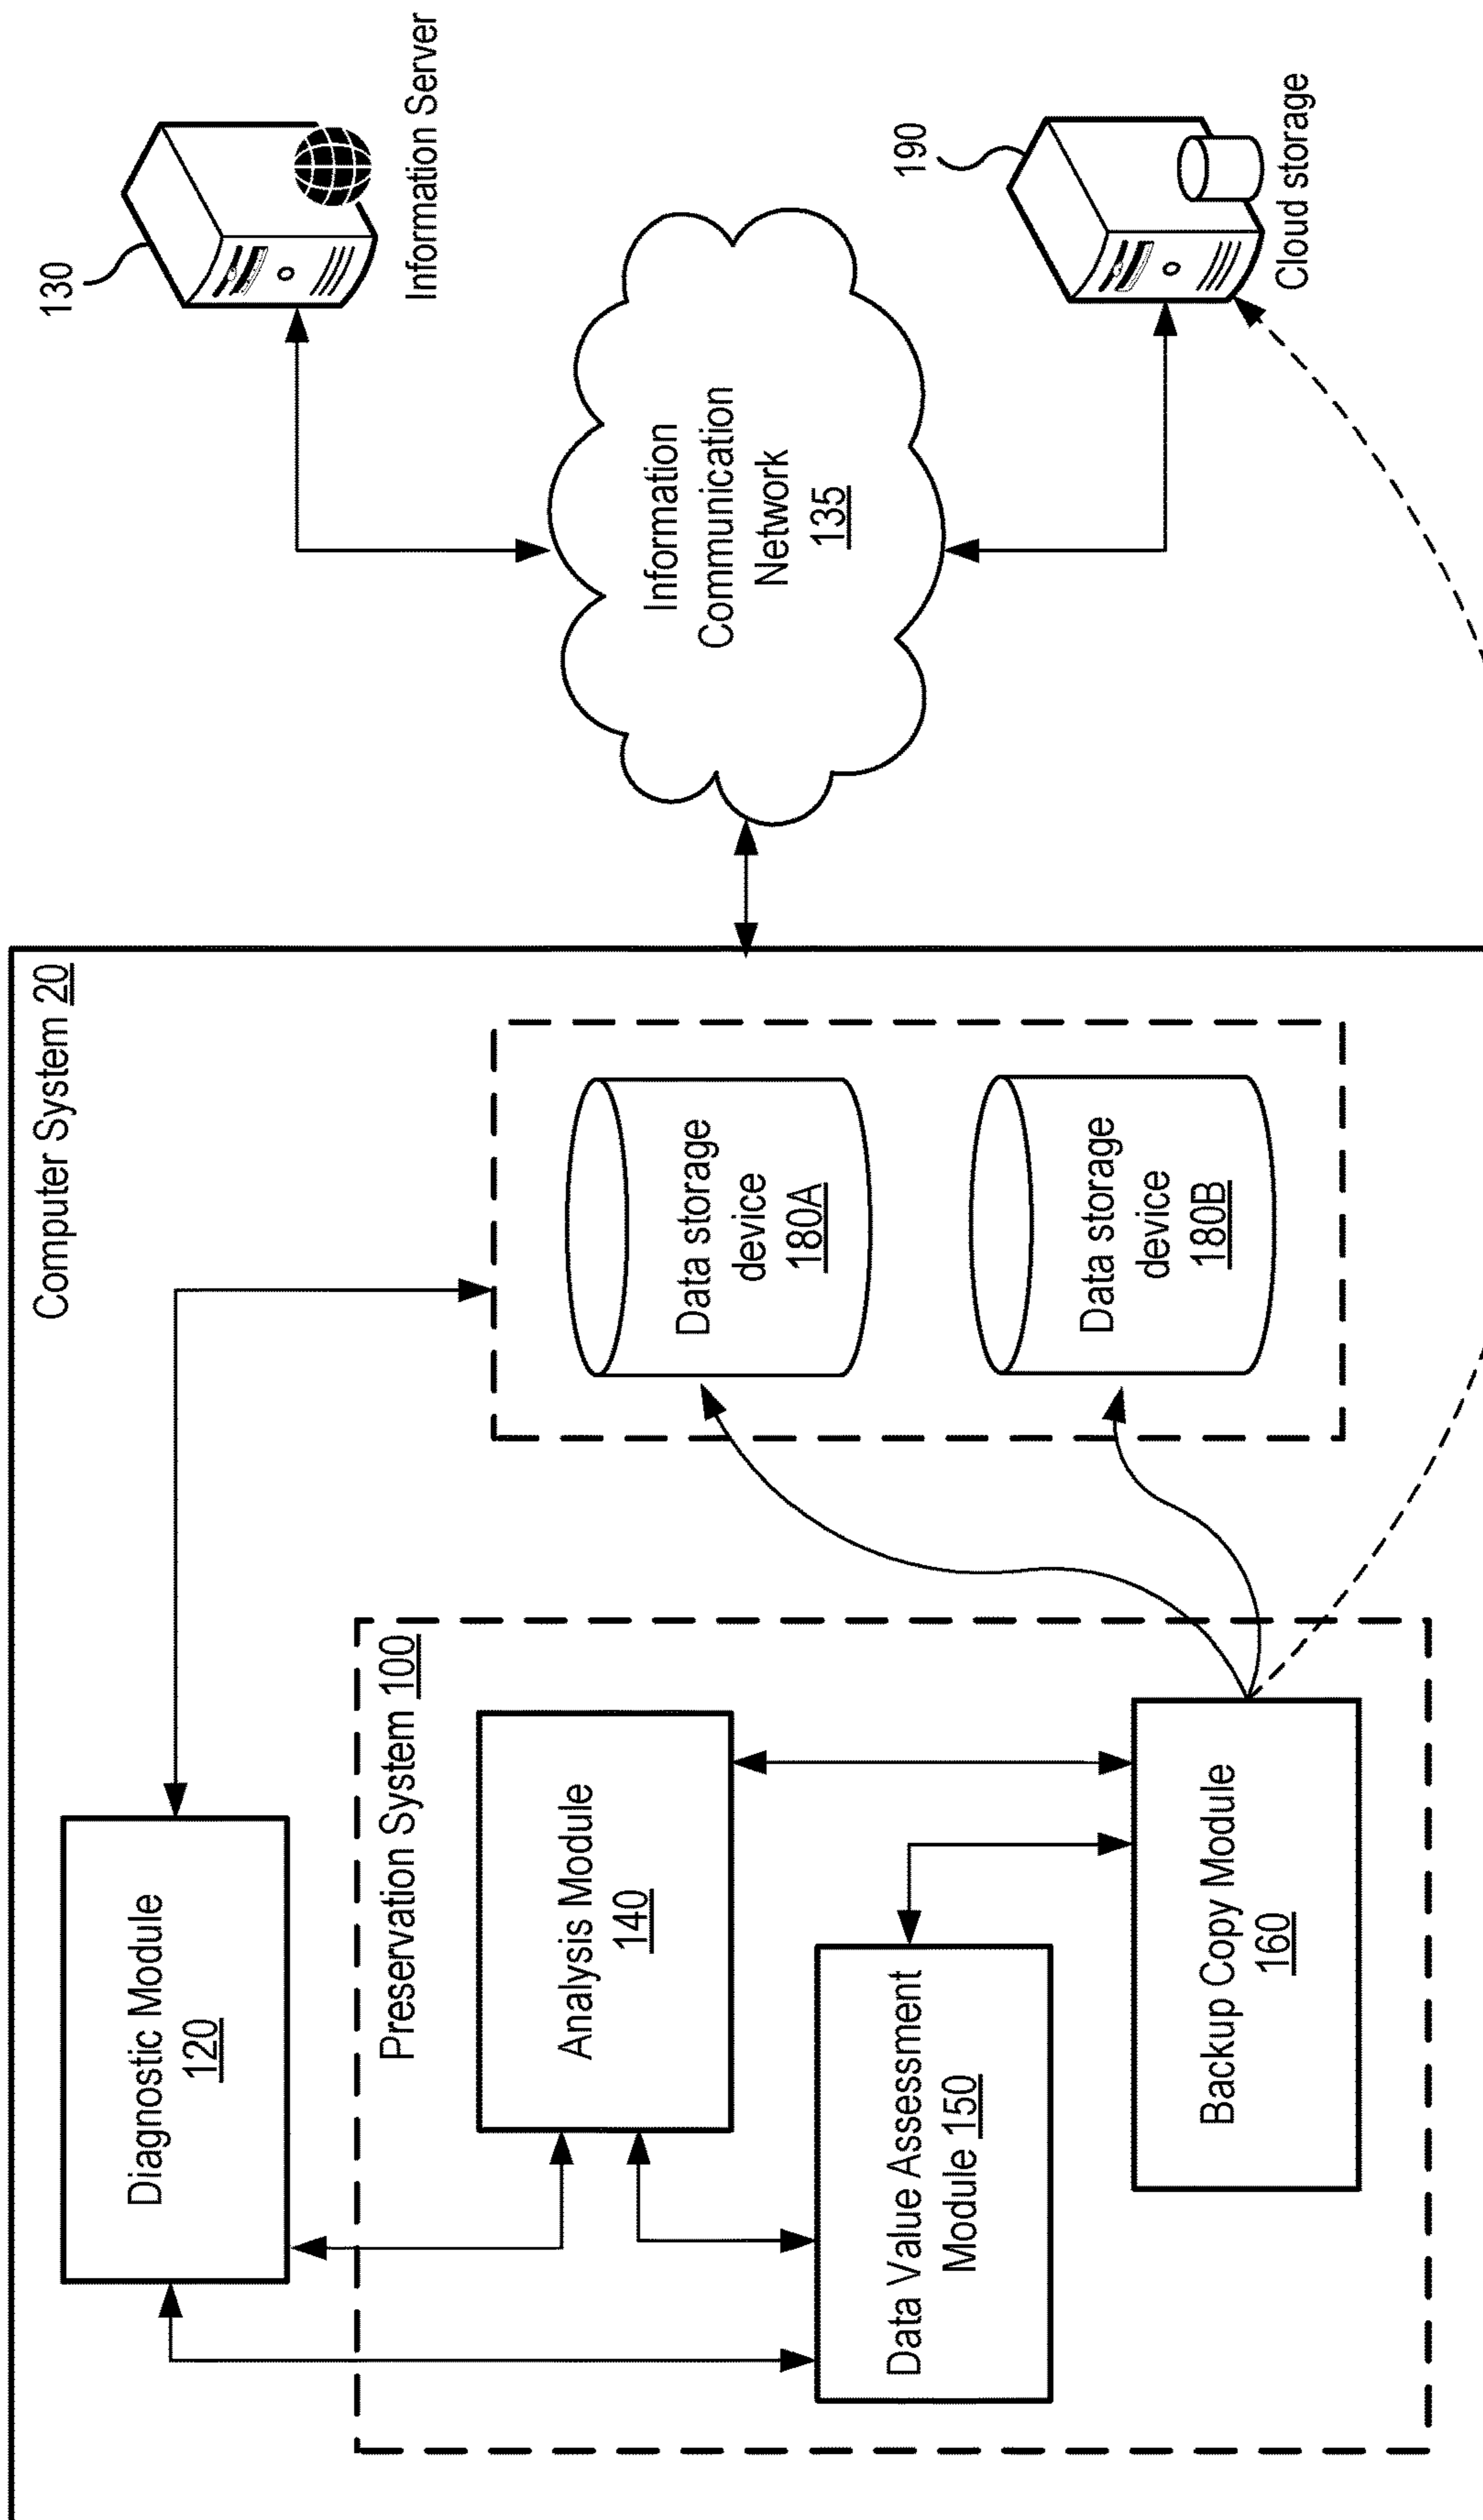 Computer System 20
Diagnostic Module
120
Preservation System 100
Analysis Module
140
Data Value Assessment
Module 150
Backup Copy Module
160
Data storage
device
180A
Data storage
device
180B
Information
Communication
Network
135
130
Information Server
190
Cloud storage